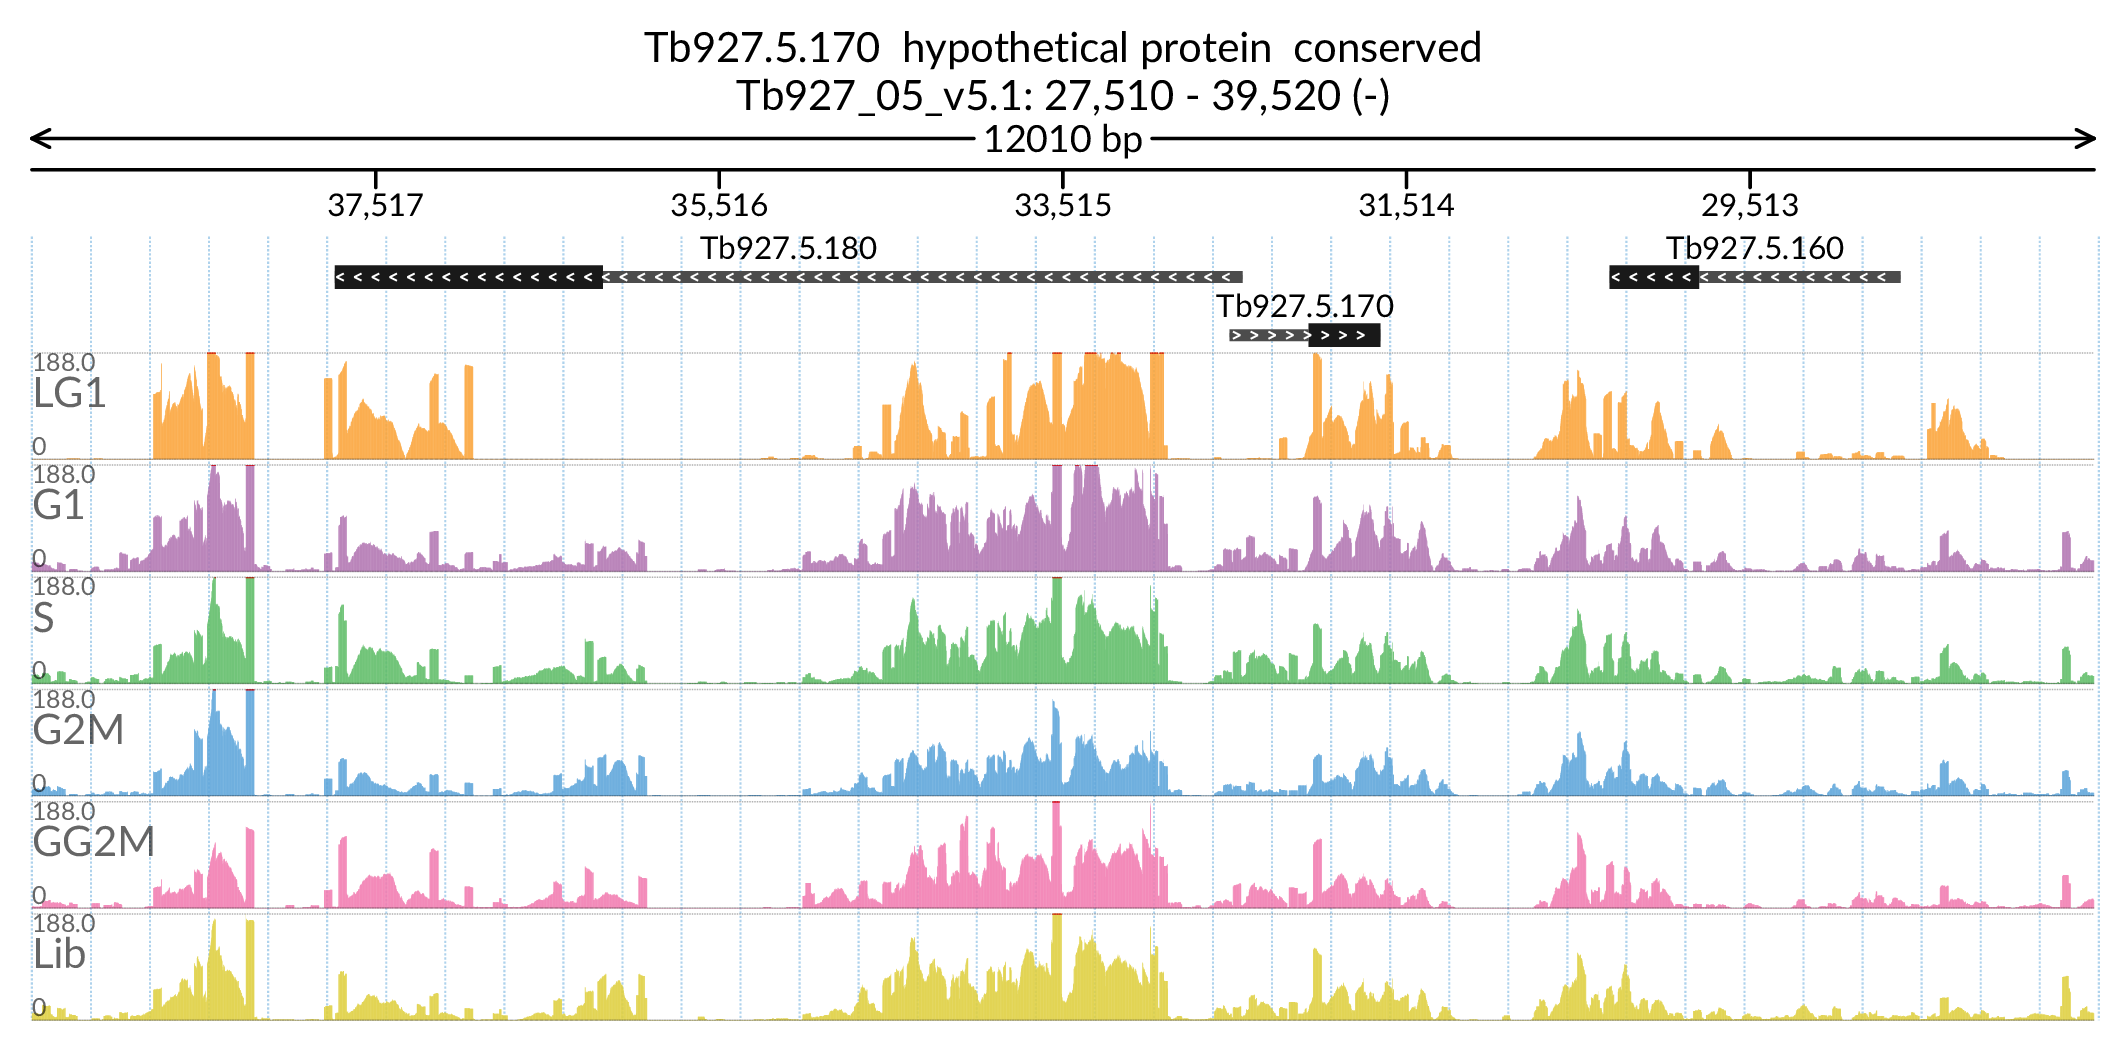 Tb927.5.170  hypothetical protein  conserved
Tb927_05_v5.1: 27,510 - 39,520 (-)
12010 bp
37,517 35,516 33,515 31,514 29,513
Tb927.5.180 Tb927.5.160
Tb927.5.170
188.0
LG1
0
188.0
G1
0
188.0
S
0
188.0
G2M
0
188.0
GG2M
0
188.0
Lib
0